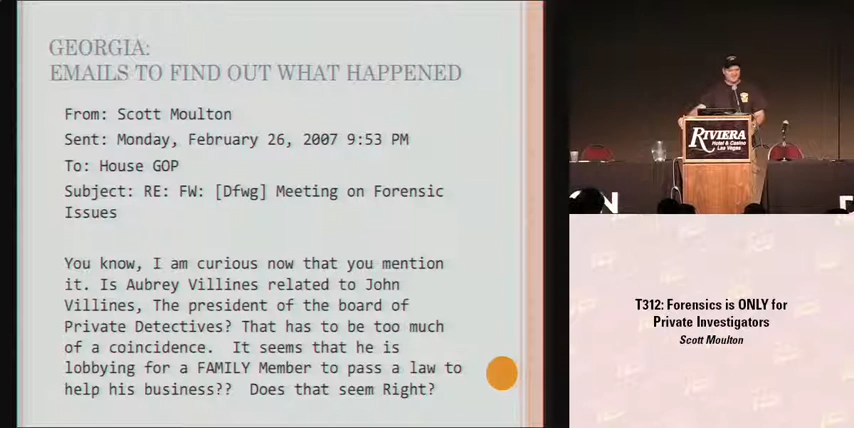 GEORGIA:
EMAILS TO FIND OUT WHAT HAPPENED
From: Scott Moulton
Sent: Monday, February 26, 2007 9:53 PM
To: House GOP
Subject: RE: FW: [Dfwg] Meeting on Forensic
Issues
You know, I am curious now that you mention
it. Is Aubrey Villines related to John
Villines, The president of the board of
Private Detectives? That has to be too much
of a coincidence.  It seems that he is
lobbying for a FAMILY Member to pass a law to
help his business??  Does that seem Right?
RIVIERA
Hotel & Casino
Las Vegas
ON
D
T312: Forensics is ONLY for
Private Investigators
Scott Moulton